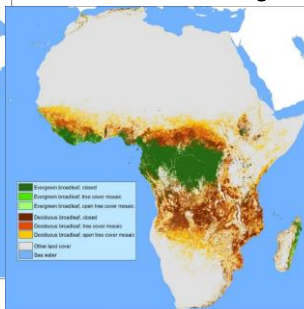 Evergreen broadleaf, closed
Evergreen broadleaf, tree cover mosaic
Evergreen broadleaf, open tree cover mosaic
Deciduous broadleaf, closed
Deciduous broadleaf, tree cover mosaic
Deciduous broadleaf, open tree cover mosaic
Other land cover
Sea water